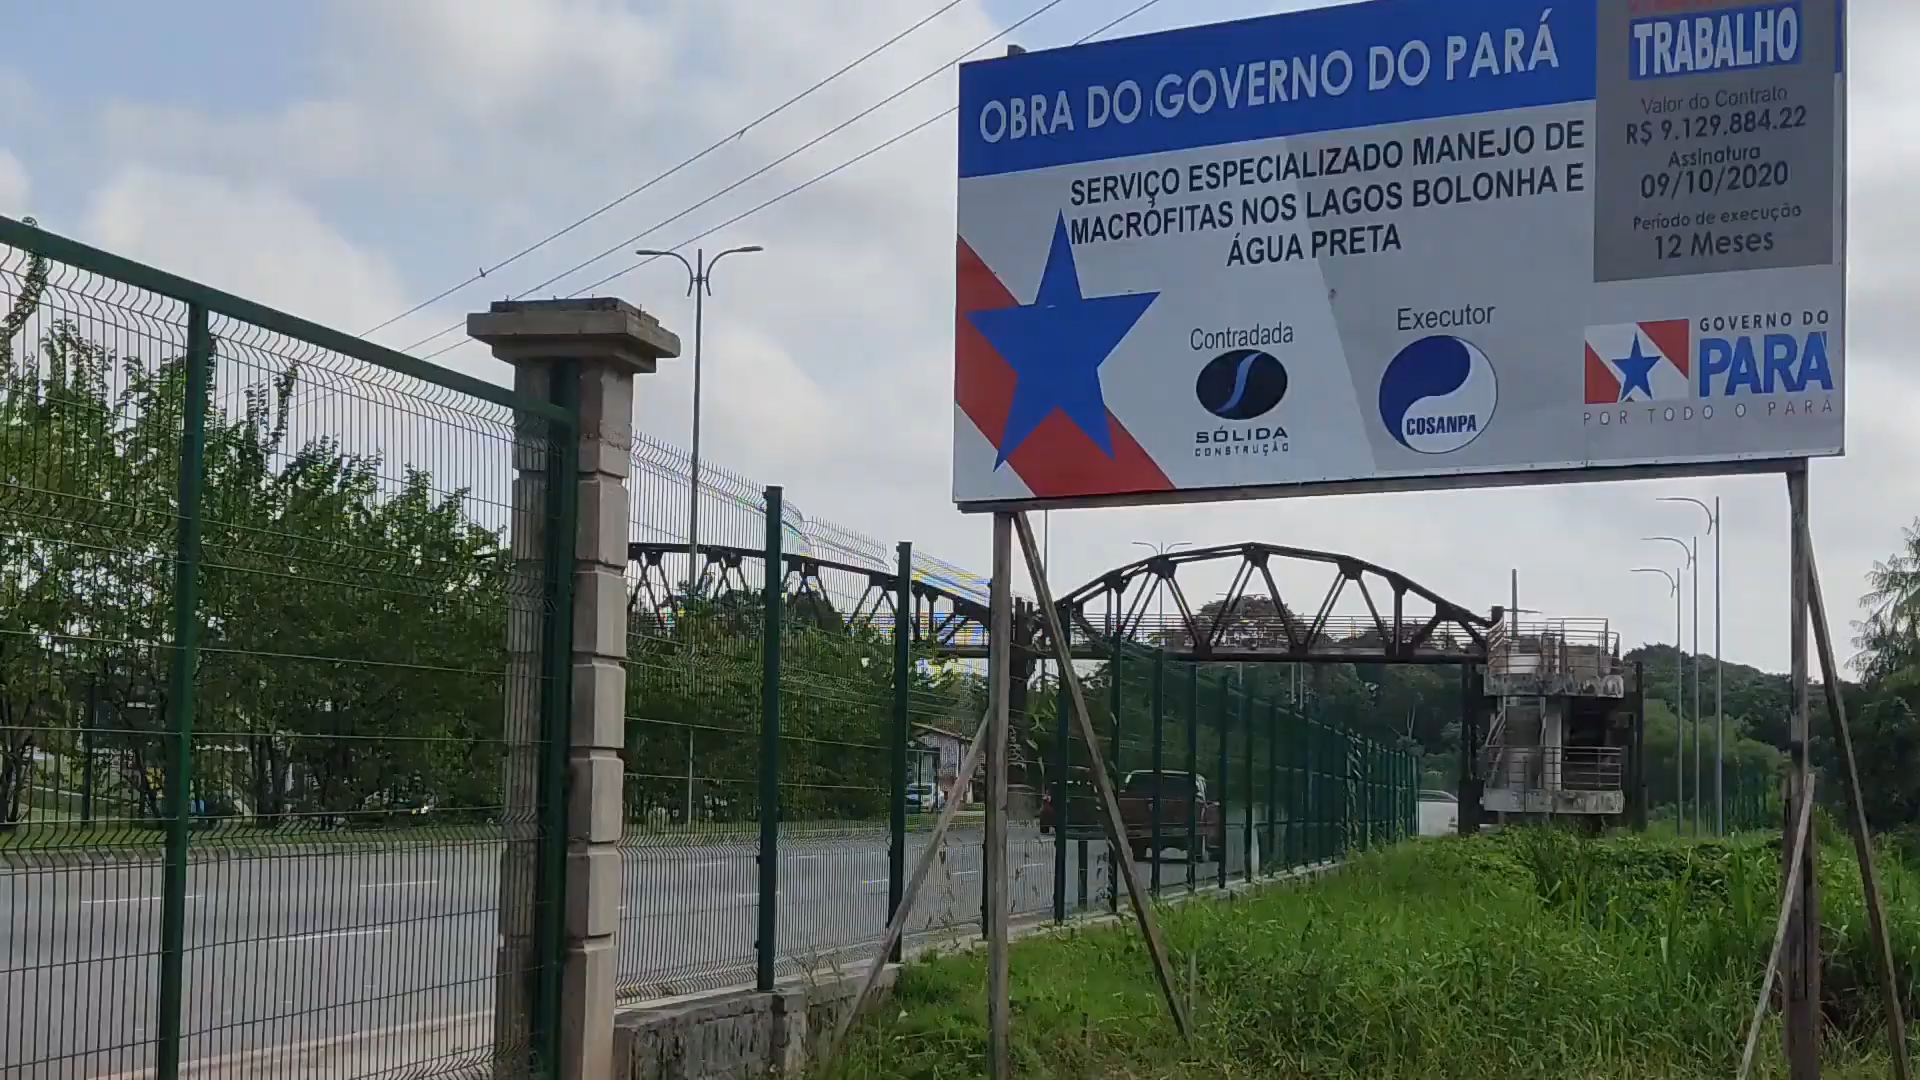 OBRA DO GOVERNO DO PARÁ
SERVIÇO ESPECIALIZADO MANEJO DE
MACRÓFITAS NOS LAGOS BOLONHA E
ÁGUA PRETA
TRABALHO
Valor do Contrato
R$ 9.129.884.22
Assinatura
09/10/2020
Período de execução
12 Meses
Contradada
SÓLIDA
CONSTRUÇÃO
Executor
COSANPA
GOVERNO DO
PARÁ
POR TODO O PARÁ